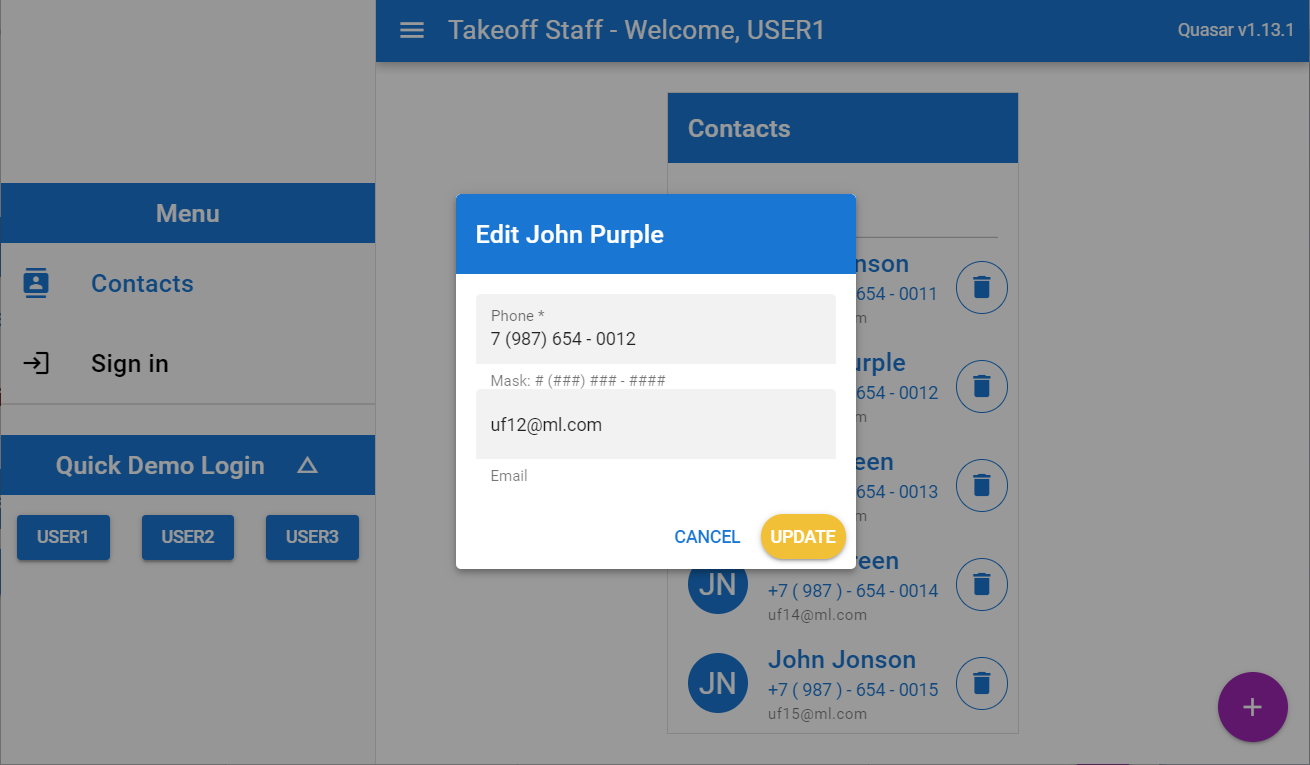 Takeoff Staff - Welcome, USER1
Quasar v1.13.1
Menu
Contacts
Sign in
Quick Demo Login
USER1 USER2 USER3
Contacts
nson
654 - 0011
m
urple
654 - 0012
m
een
654 - 0013
m
JN
reen
+7 ( 987 ) - 654 - 0014
uf14@ml.com
JN
John Jonson
+7 ( 987 ) - 654 - 0015
uf15@ml.com
Edit John Purple
Phone *
7 (987) 654 - 0012
Mask: # (###) ### - ####
uf12@ml.com
Email
CANCEL UPDATE
+